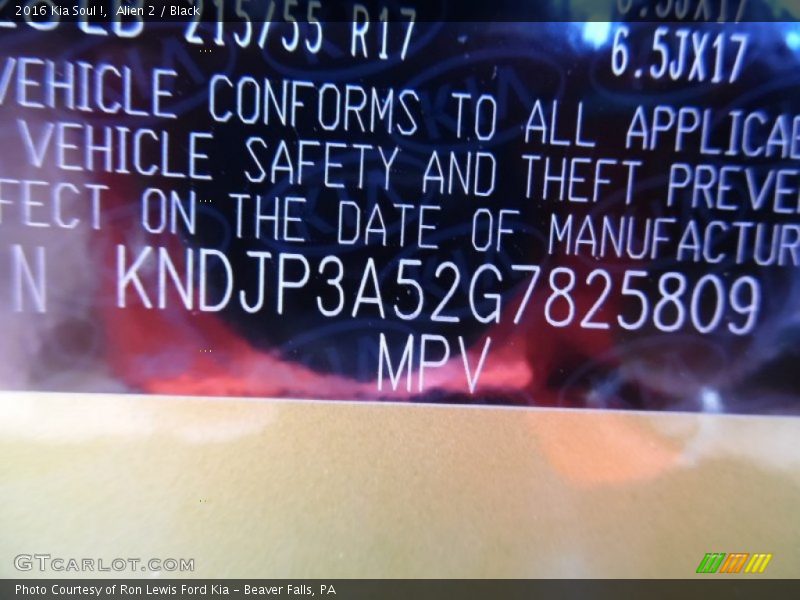 2016 Kia Soul !, Alien 2 / Black
215/55 R17
6.5JX17
VEHICLE CONFORMS TO ALL APPLICAB
VEHICLE SAFETY AND THEFT PREVE
FECT ON THE DATE OF MANUFACTUR
N KNDJP3A52G7825809
MPV
GTCARLOT.COM
Photo Courtesy of Ron Lewis Ford Kia - Beaver Falls, PA